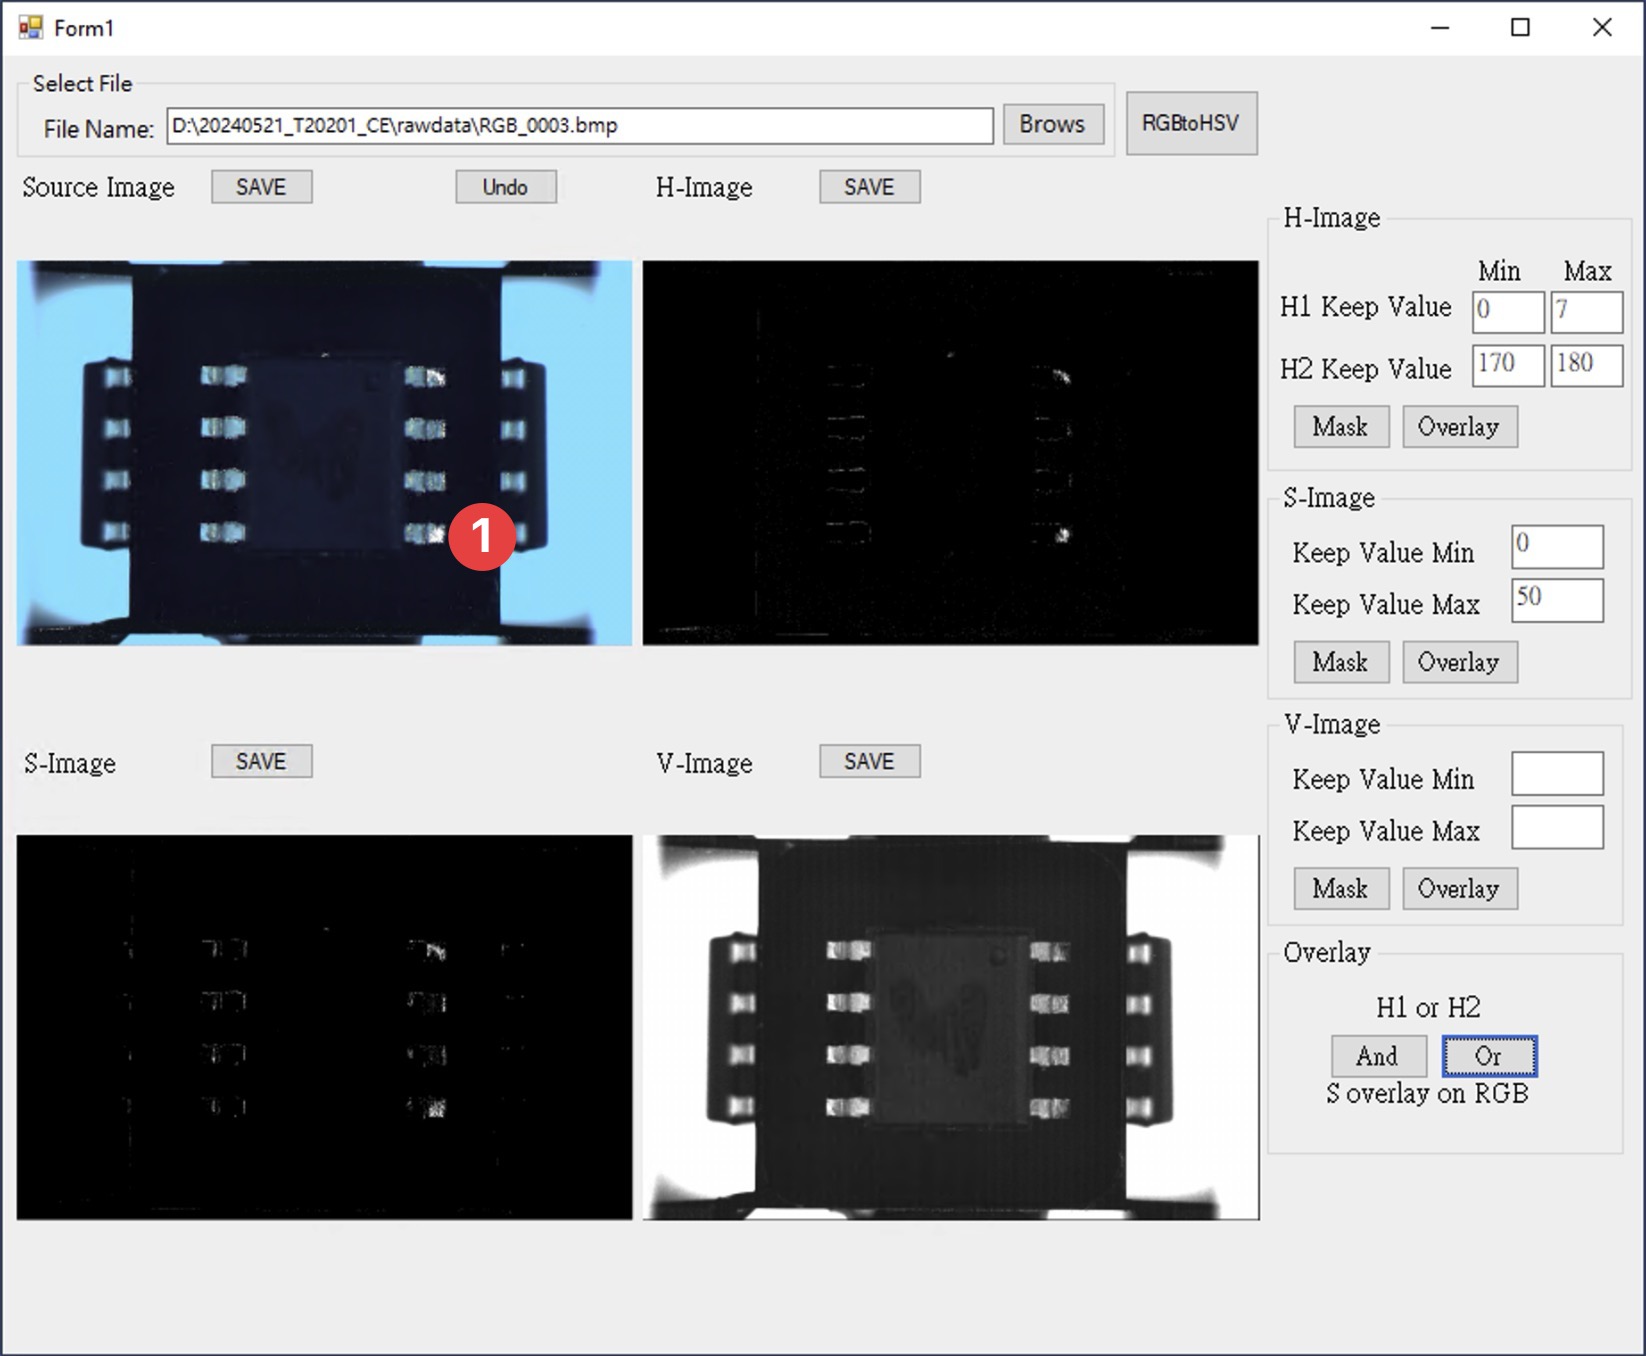 Form1
Select File
File Name: D:\20240521_T20201_CE\rawdata\RGB_0003.bmp Brows RGBtoHSV
Source Image SAVE Undo H-Image SAVE
H-Image
Min Max
H1 Keep Value 0 7
H2 Keep Value 170 180
Mask Overlay
1
S-Image
Keep Value Min 0
Keep Value Max 50
Mask Overlay
S-Image SAVE V-Image SAVE
V-Image
Keep Value Min
Keep Value Max
Mask Overlay
Overlay
H1 or H2
And Or
S overlay on RGB